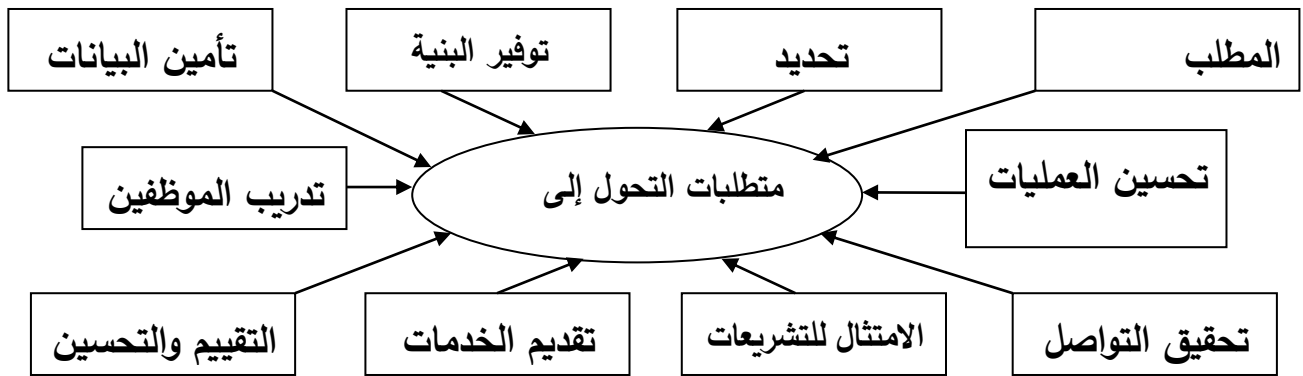 المطلب
تحديد
توفير البنية
تأمين البيانات
تحسين العمليات
متطلبات التحول إلى
تدريب الموظفين
تحقيق التواصل
الامتثال للتشريعات
تقديم الخدمات
التقييم والتحسين